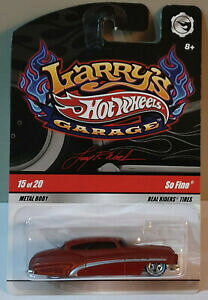 8+
Larry's
Hot Wheels
GARAGE
15 of 20
So Fine
METAL BODY
REAL RIDERS® TIRES